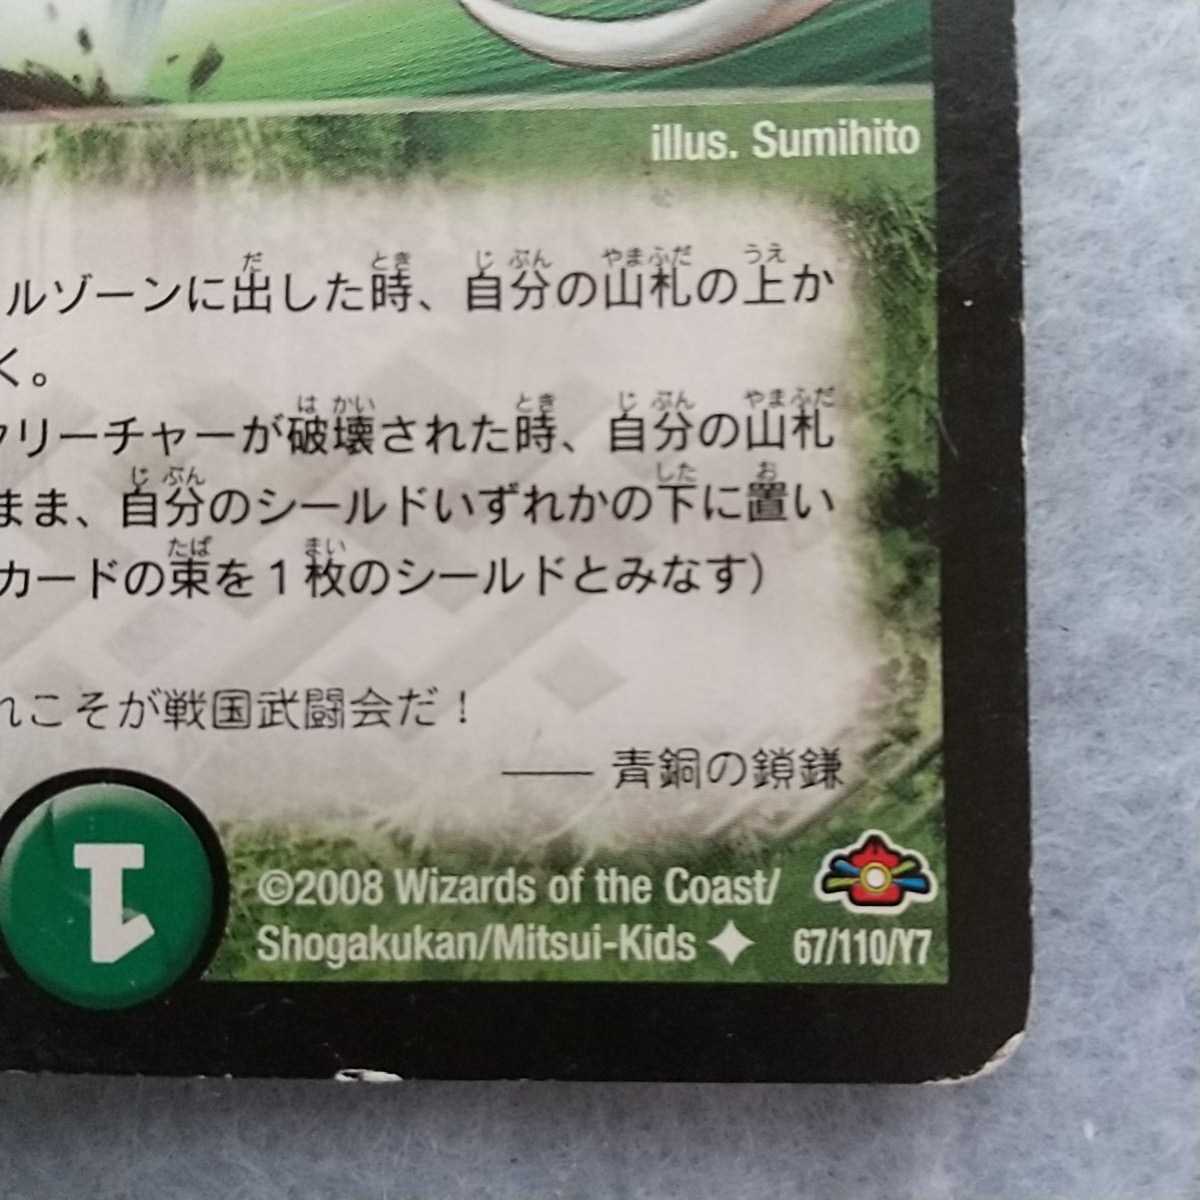 illus. Sumihito
ルゾーンに出した時、自分の山札の上か
く。
クリーチャーが破壊された時、自分の山札
まま、自分のシールドいずれかの下に置い
カードの束を1枚のシールドとみなす）
れこそが戦国武闘会だ！
—— 青銅の鎖鎌
1
©2008 Wizards of the Coast/
Shogakukan/Mitsui-Kids
67/110/Y7